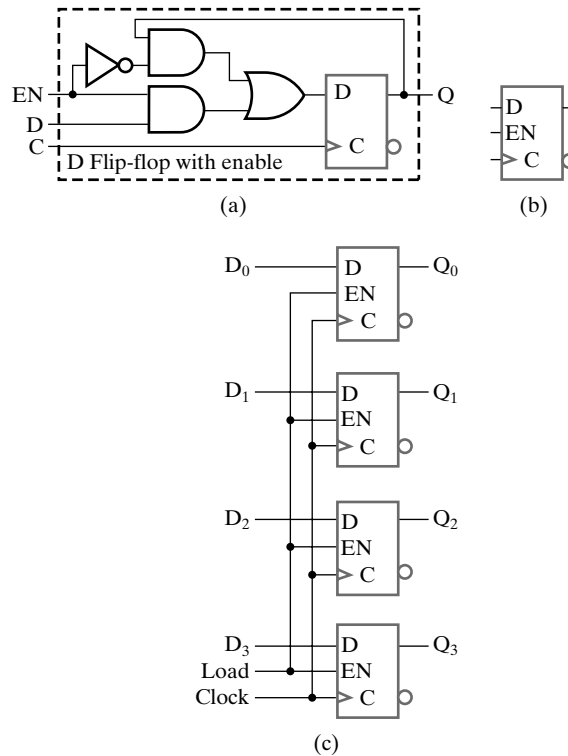 EN
D
C
D
C
Q
D Flip-flop with enable
(a)
D
EN
C
(b)
D₀
D
EN
C
Q₀
D₁
D
EN
C
Q₁
D₂
D
EN
C
Q₂
D₃
D
Q₃
Load
EN
Clock
C
(c)